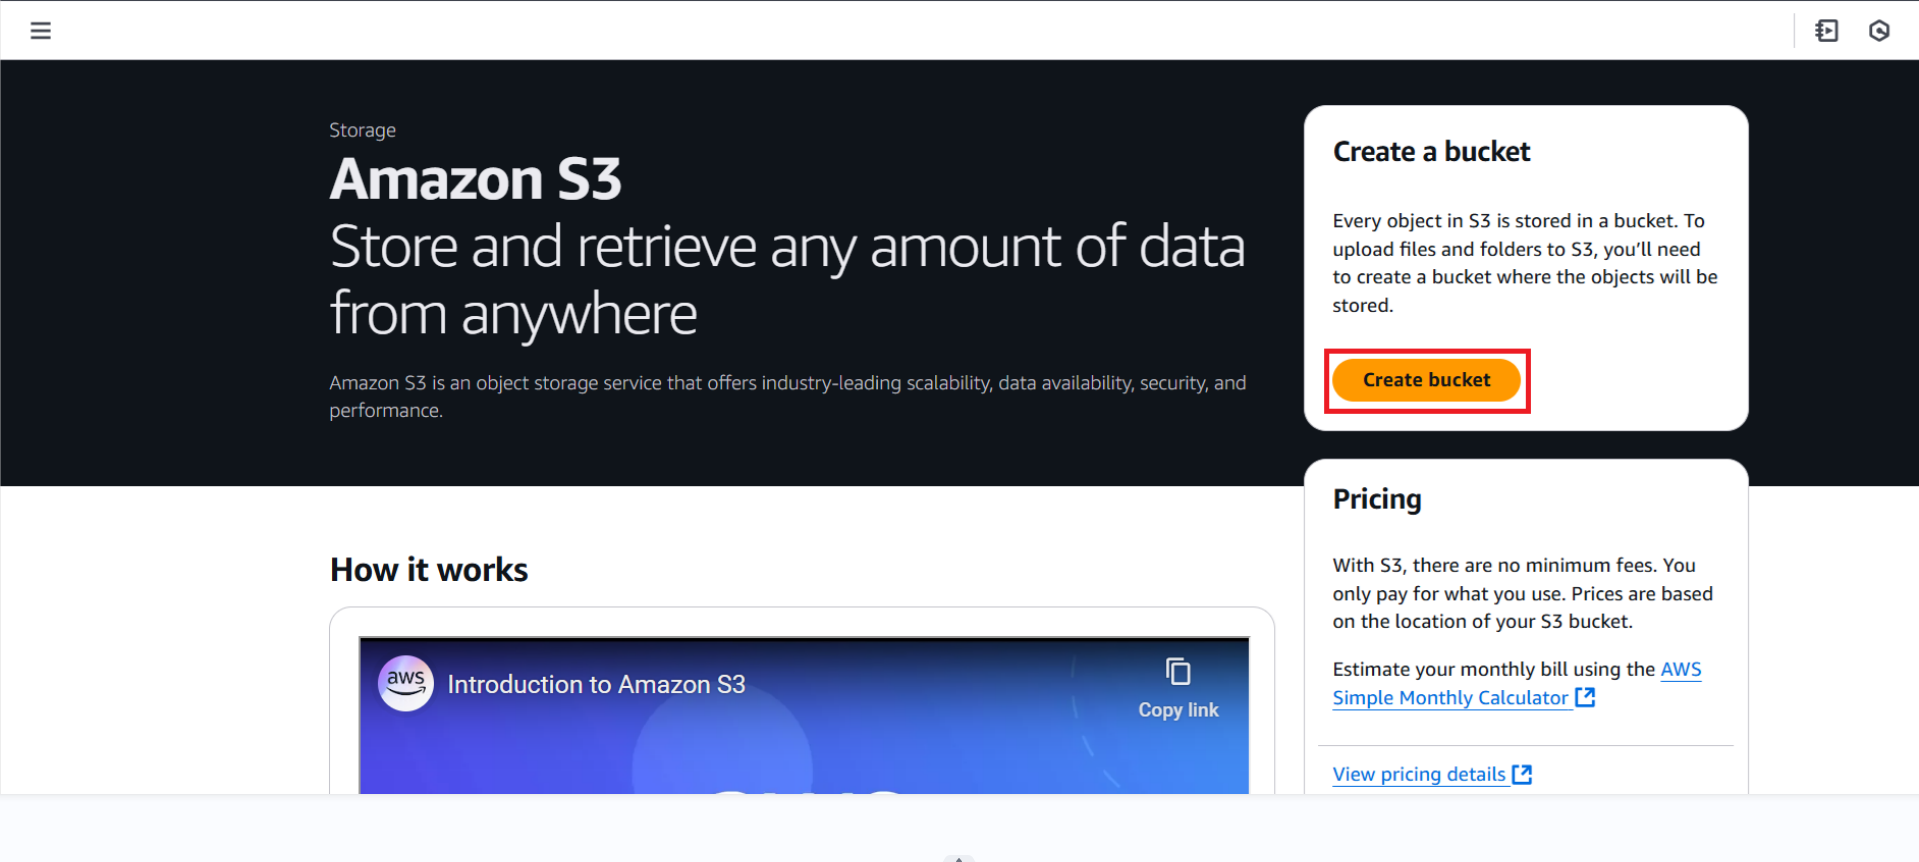 Storage
Amazon S3
Store and retrieve any amount of data
from anywhere
Amazon S3 is an object storage service that offers industry-leading scalability, data availability, security, and
performance.
Create a bucket
Every object in S3 is stored in a bucket. To
upload files and folders to S3, you’ll need
to create a bucket where the objects will be
stored.
Create bucket
How it works
aws
Introduction to Amazon S3
Copy link
Pricing
With S3, there are no minimum fees. You
only pay for what you use. Prices are based
on the location of your S3 bucket.
Estimate your monthly bill using the AWS
Simple Monthly Calculator
View pricing details